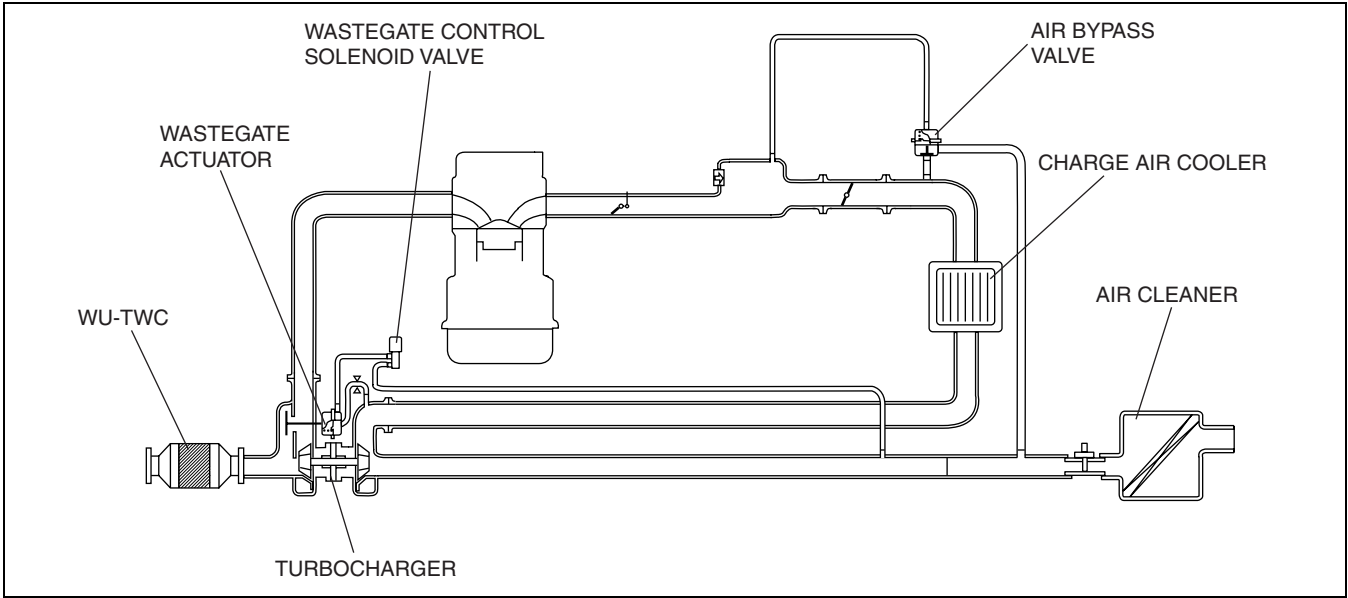 WASTEGATE CONTROL
SOLENOID VALVE
AIR BYPASS
VALVE
WASTEGATE
ACTUATOR
CHARGE AIR COOLER
AIR CLEANER
WU-TWC
TURBOCHARGER